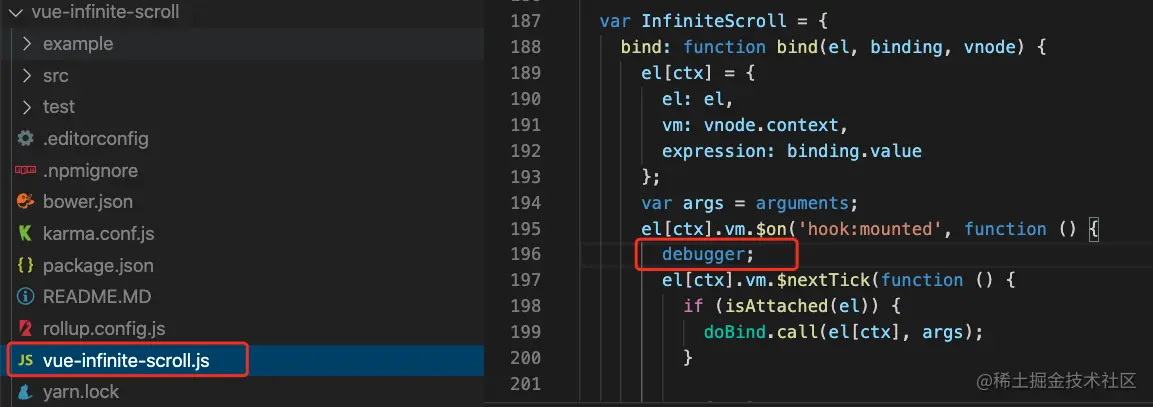 vue-infinite-scroll
example
src
test
.editorconfig
.npmignore
bower.json
karma.conf.js
package.json
README.MD
rollup.config.js
JS vue-infinite-scroll.js
yarn.lock
187 var InfiniteScroll = {
188 bind: function bind(el, binding, vnode) {
189 el[ctx] = {
190 el: el,
191 vm: vnode.context,
192 expression: binding.value
193 };
194 var args = arguments;
195 el[ctx].vm.$on('hook:mounted', function () {
196 debugger;
197 el[ctx].vm.$nextTick(function () {
198 if (isAttached(el)) {
199 doBind.call(el[ctx], args);
200 }
201
@稀土掘金技术社区